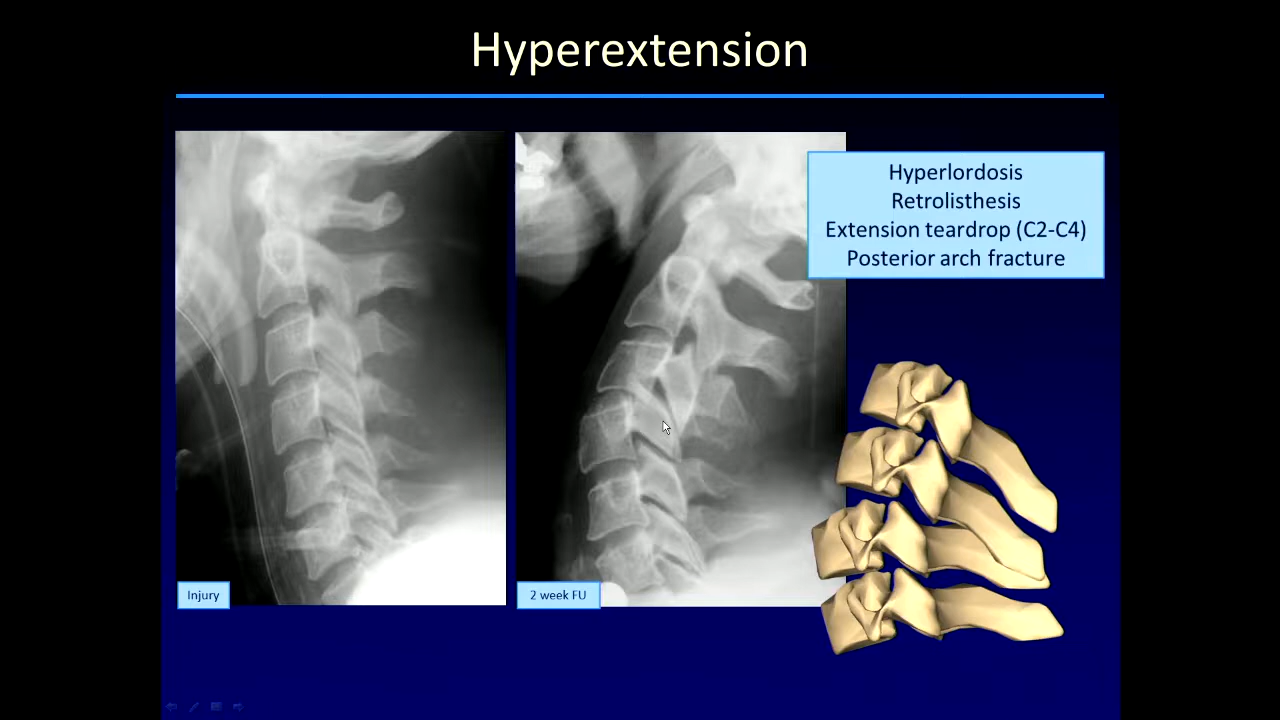 Hyperextension
Hyperlordosis
Retrolisthesis
Extension teardrop (C2-C4)
Posterior arch fracture
Injury
2 week FU